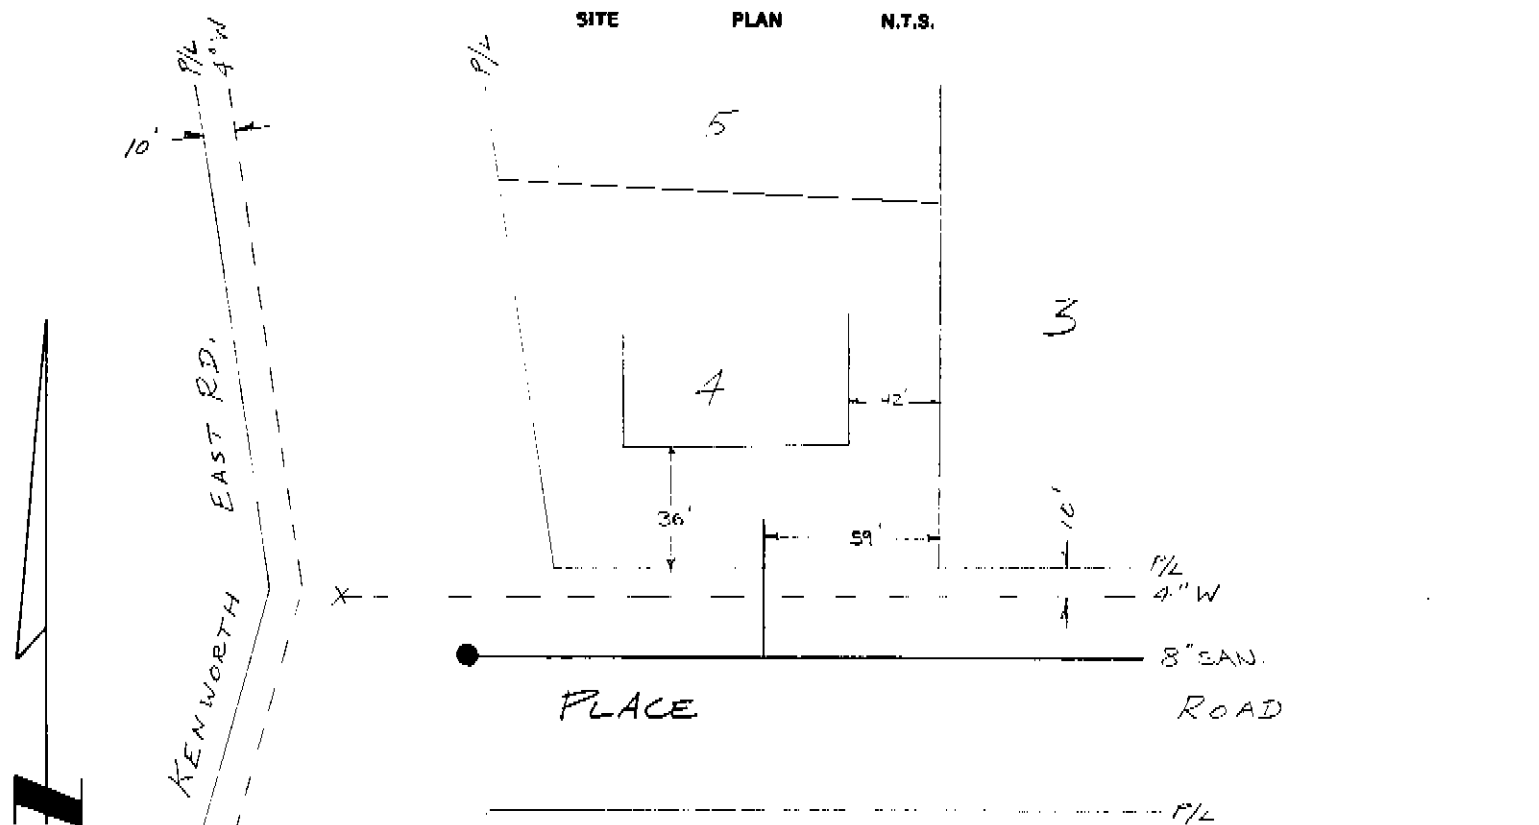 SITE PLAN N.T.S.
P/L
4" W
P/L
10'
5
3
4
42'
EAST RD.
36'
59'
10'
P/L
4" W
KENWORTH
X
8" SAN.
PLACE ROAD
P/L